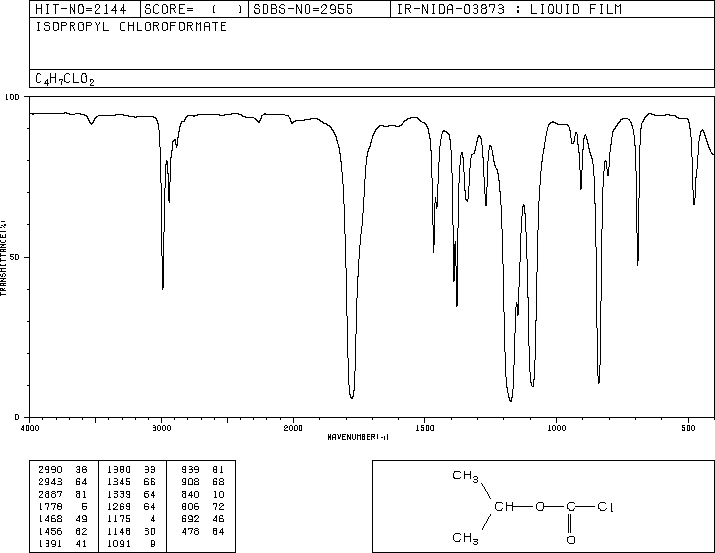 HIT-NO=2144 SCORE= ( ) SDBS-NO=2955 IR-NIDA-03873 : LIQUID FILM
ISOPROPYL CHLOROFORMATE
C4H7CLO2
100
TRANSMITTANCE(%)
50
0
4000 3000 2000 1500 1000 500
WAVENUMBER(-1)
2990 38 1380 33 939 81
2943 64 1345 66 908 68
2887 81 1339 64 840 10
1778 5 1269 64 806 72
1468 49 1175 4 692 46
1456 62 1148 30 478 64
1391 41 1091 9
CH3
CH O C Cl
CH3 O